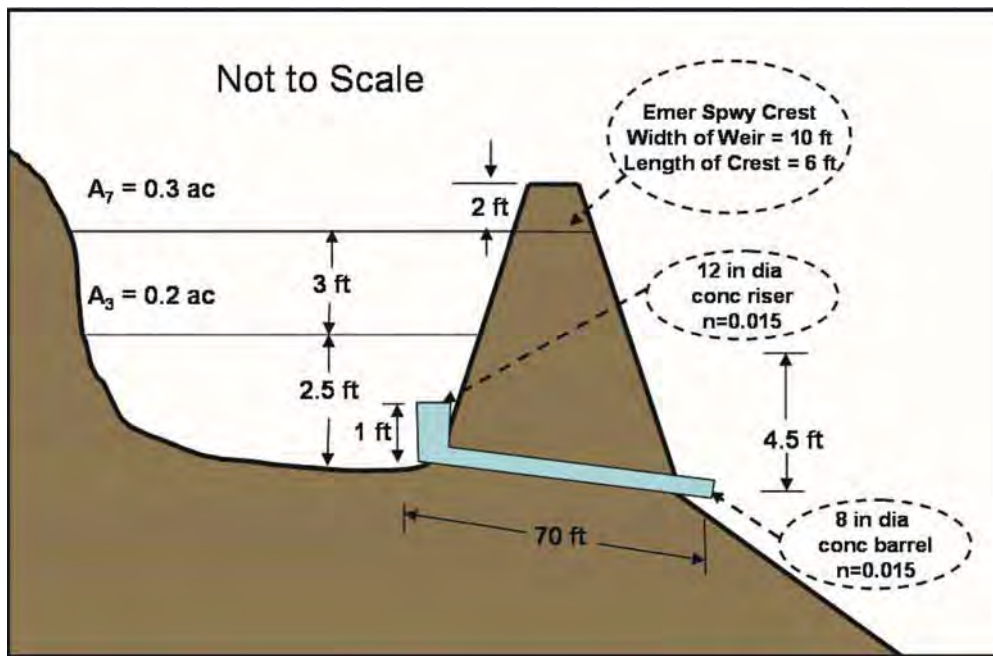 Not to Scale
Emer Spwy Crest
Width of Weir = 10 ft
Length of Crest = 6 ft
A₇ = 0.3 ac
2 ft
12 in dia
conc riser
n=0.015
3 ft
A₃ = 0.2 ac
2.5 ft
1 ft
4.5 ft
70 ft
8 in dia
conc barrel
n=0.015